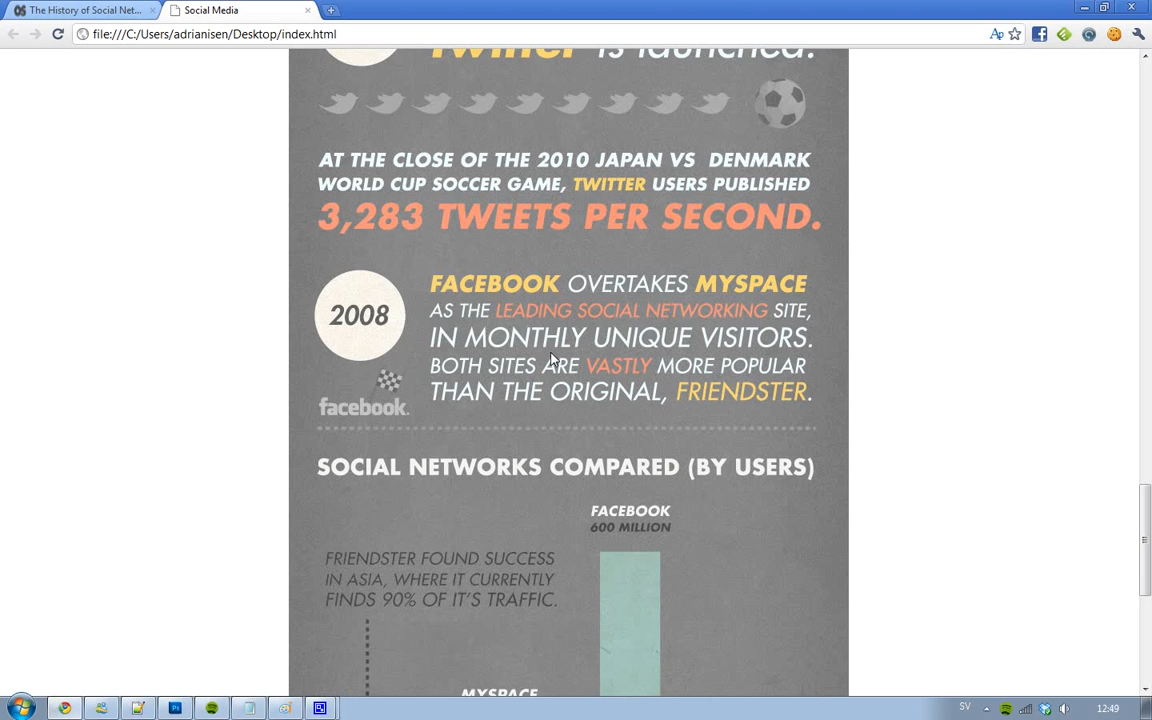 The History of Social Net...
Social Media
file:///C:/Users/adrianisen/Desktop/index.html
Twitter is launched.
AT THE CLOSE OF THE 2010 JAPAN VS DENMARK
WORLD CUP SOCCER GAME, TWITTER USERS PUBLISHED
3,283 TWEETS PER SECOND.
2008
facebook.
FACEBOOK OVERTAKES MYSPACE
AS THE LEADING SOCIAL NETWORKING SITE,
IN MONTHLY UNIQUE VISITORS.
BOTH SITES ARE VASTLY MORE POPULAR
THAN THE ORIGINAL, FRIENDSTER.
SOCIAL NETWORKS COMPARED (BY USERS)
FACEBOOK
600 MILLION
FRIENDSTER FOUND SUCCESS
IN ASIA, WHERE IT CURRENTLY
FINDS 90% OF IT'S TRAFFIC.
MYSPACE
SV
12:49